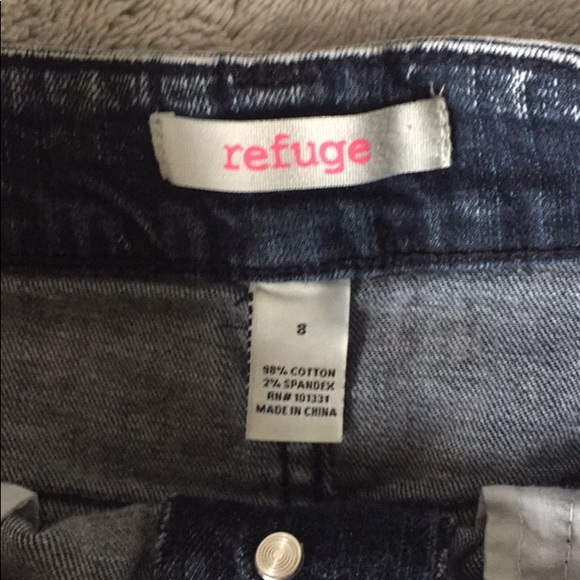 refuge
8
98% COTTON
2% SPANDEX
RN# 101331
MADE IN CHINA